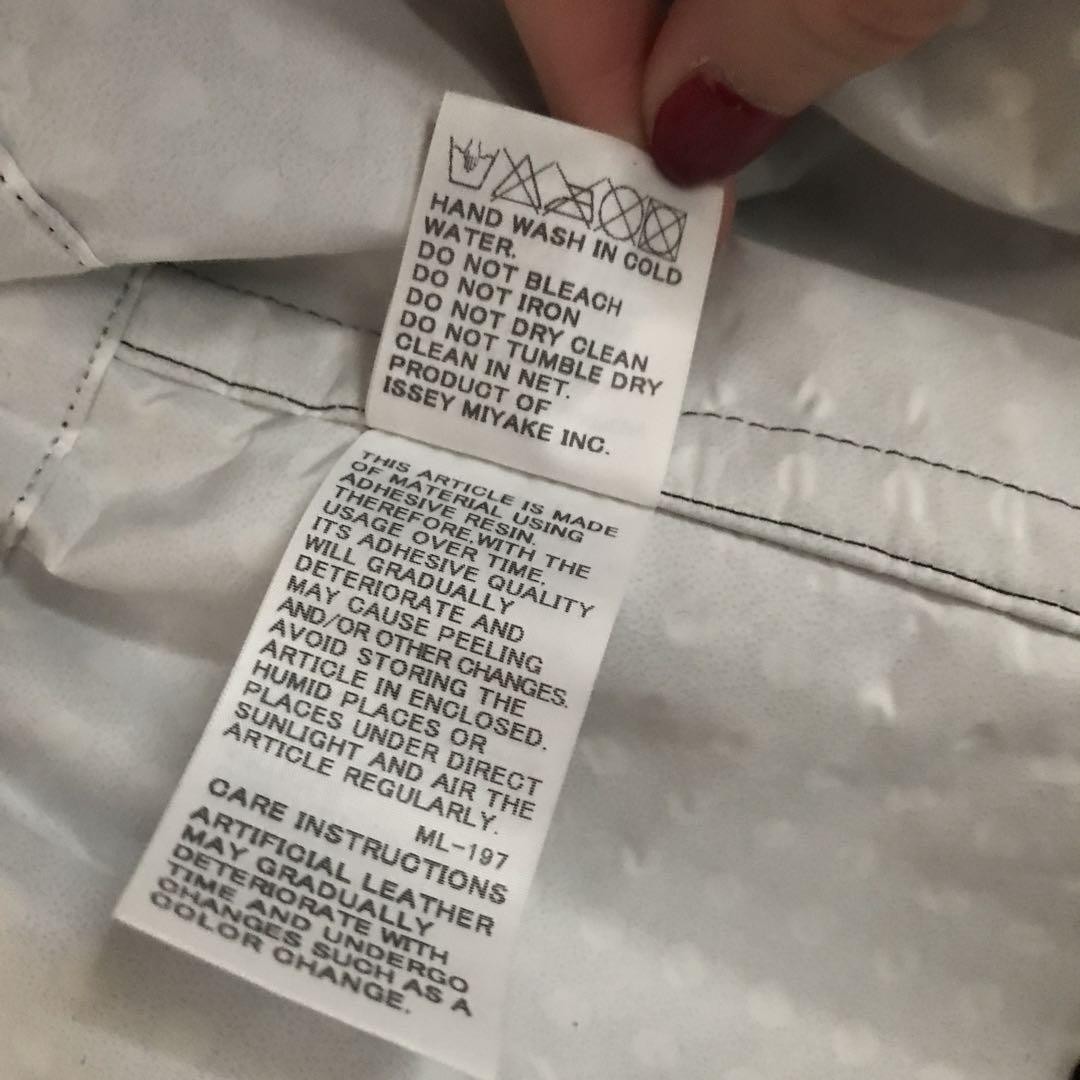 HAND WASH IN COLD
WATER.
DO NOT BLEACH
DO NOT IRON
DO NOT DRY CLEAN
DO NOT TUMBLE DRY
CLEAN IN NET.
PRODUCT OF
ISSEY MIYAKE INC.
THIS ARTICLE IS MADE
OF MATERIAL USING
ADHESIVE RESIN.
THEREFORE,WITH THE
USAGE OVER TIME,
ITS ADHESIVE QUALITY
WILL GRADUALLY
DETERIORATE AND
MAY CAUSE PEELING
AND/OR OTHER CHANGES.
AVOID STORING THE
ARTICLE IN ENCLOSED.
HUMID PLACES OR
PLACES UNDER DIRECT
SUNLIGHT AND AIR THE
ARTICLE REGULARLY.
ML-197
CARE INSTRUCTIONS
ARTIFICIAL LEATHER
MAY GRADUALLY
DETERIORATE WITH
TIME AND UNDERGO
CHANGES SUCH AS A
COLOR CHANGE.